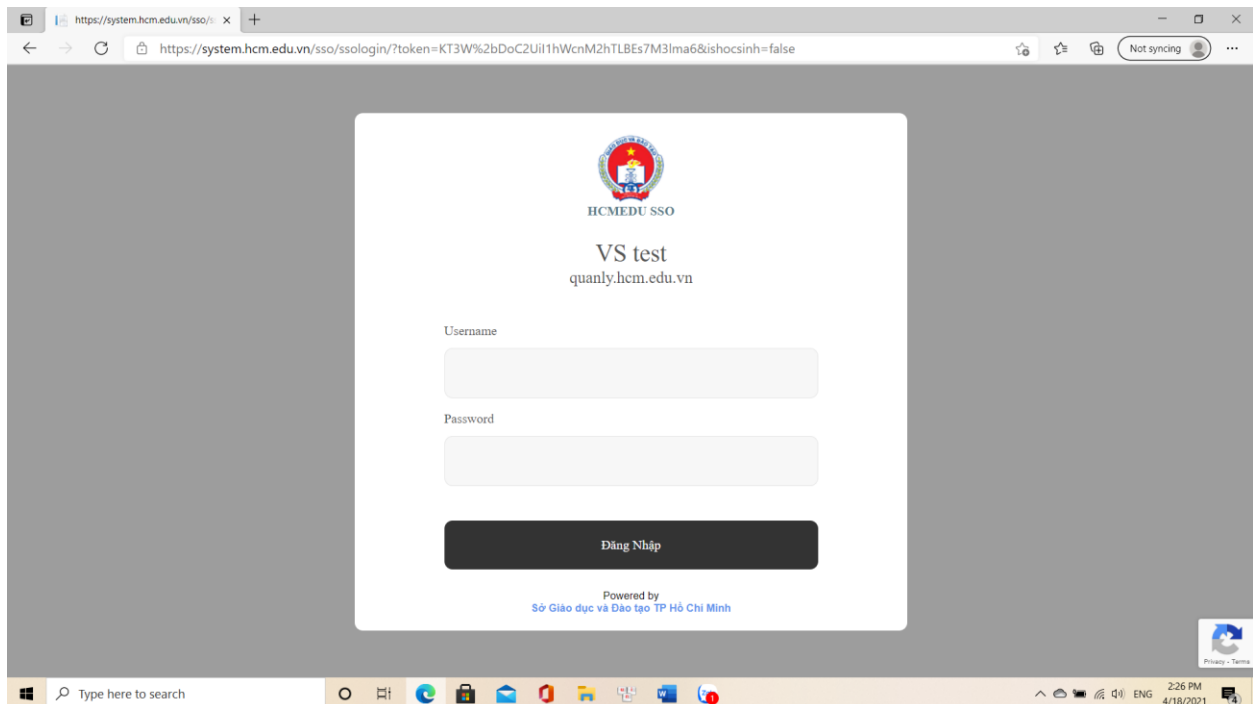 https://system.hcm.edu.vn/sso/s
https://system.hcm.edu.vn/sso/ssologin/?token=KT3W%2bDoC2UiI1hWcnM2hTLBEs7M3lma6&ishocsinh=false
Not syncing
HCMEDU SSO
VS test
quanly.hcm.edu.vn
Username
Password
Đăng Nhập
Powered by
Sở Giáo dục và Đào tạo TP Hồ Chí Minh
Privacy - Terms
Type here to search
ENG
2:26 PM
4/18/2021
4